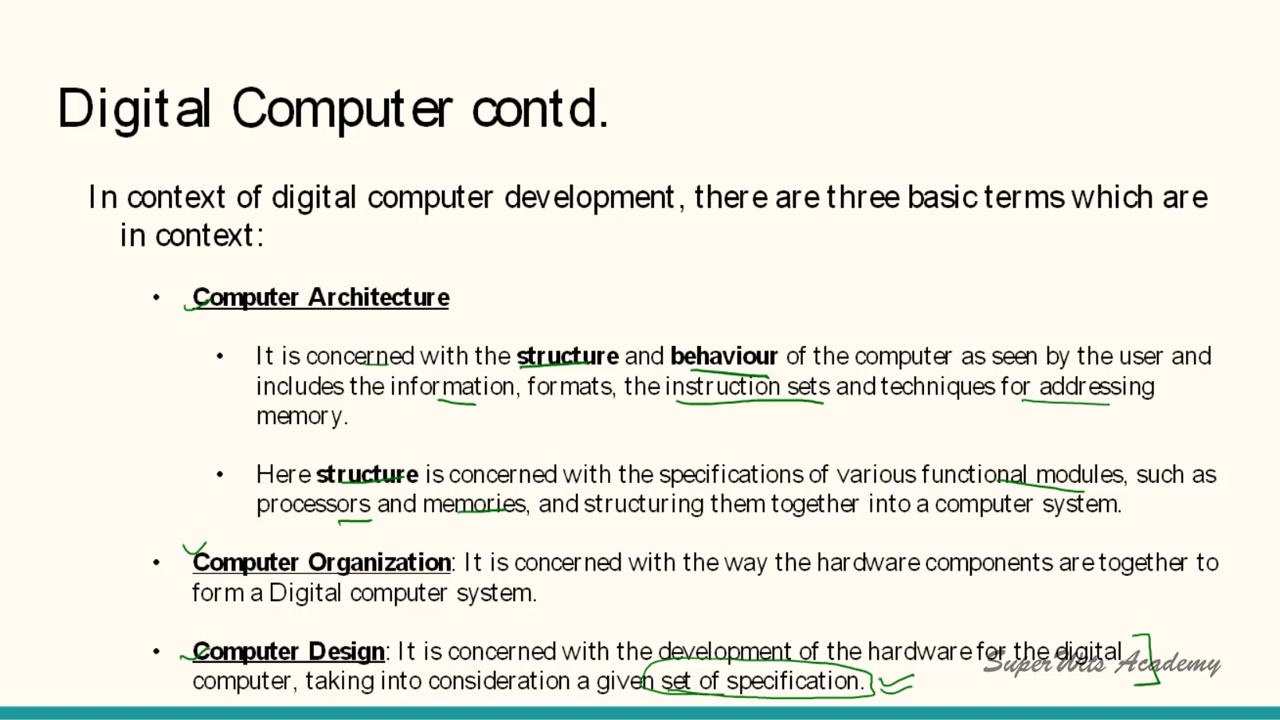 Digital Computer contd.
In context of digital computer development, there are three basic terms which are
in context:
• Computer Architecture
• It is concerned with the structure and behaviour of the computer as seen by the user and
includes the information, formats, the instruction sets and techniques for addressing
memory.
• Here structure is concerned with the specifications of various functional modules, such as
processors and memories, and structuring them together into a computer system.
• Computer Organization: It is concerned with the way the hardware components are together to
form a Digital computer system.
• Computer Design: It is concerned with the development of the hardware for the digital
computer, taking into consideration a given set of specification.
SuperWits Academy